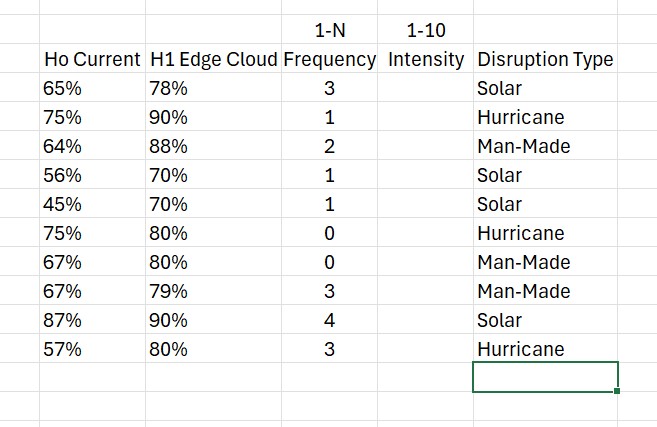 1-N 1-10
Ho Current H1 Edge Cloud Frequency Intensity Disruption Type
65% 78% 3 Solar
75% 90% 1 Hurricane
64% 88% 2 Man-Made
56% 70% 1 Solar
45% 70% 1 Solar
75% 80% 0 Hurricane
67% 80% 0 Man-Made
67% 79% 3 Man-Made
87% 90% 4 Solar
57% 80% 3 Hurricane